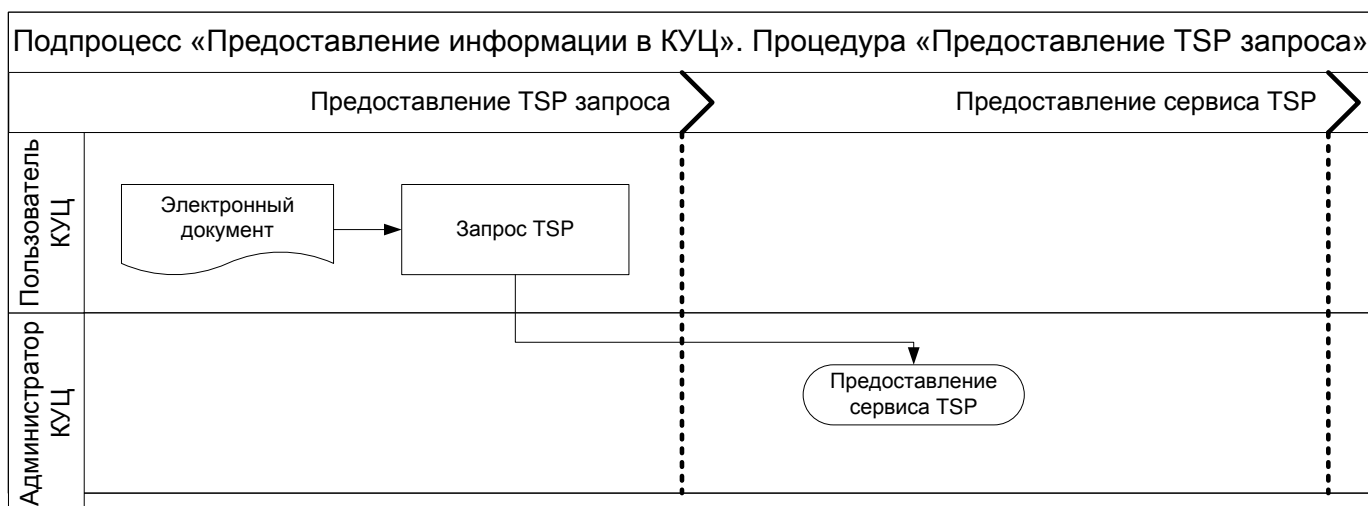 Подпроцесс «Предоставление информации в КУЦ». Процедура «Предоставление TSP запроса»
Предоставление TSP запроса
Предоставление сервиса TSP
Пользователь
КУЦ
Электронный
документ
Запрос TSP
Администратор
КУЦ
Предоставление
сервиса TSP